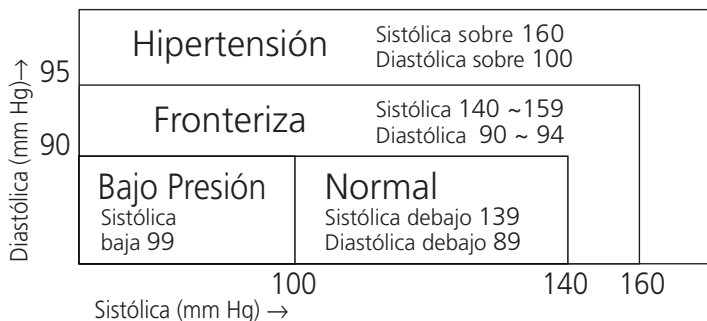 Hipertensión
Sistólica sobre 160
Diastólica sobre 100
95
Fronteriza
Sistólica 140 ~159
Diastólica 90 ~ 94
90
Bajo Presión
Sistólica
baja 99
Normal
Sistólica debajo 139
Diastólica debajo 89
Diastólica (mm Hg)→
100
140
160
Sistólica (mm Hg) →